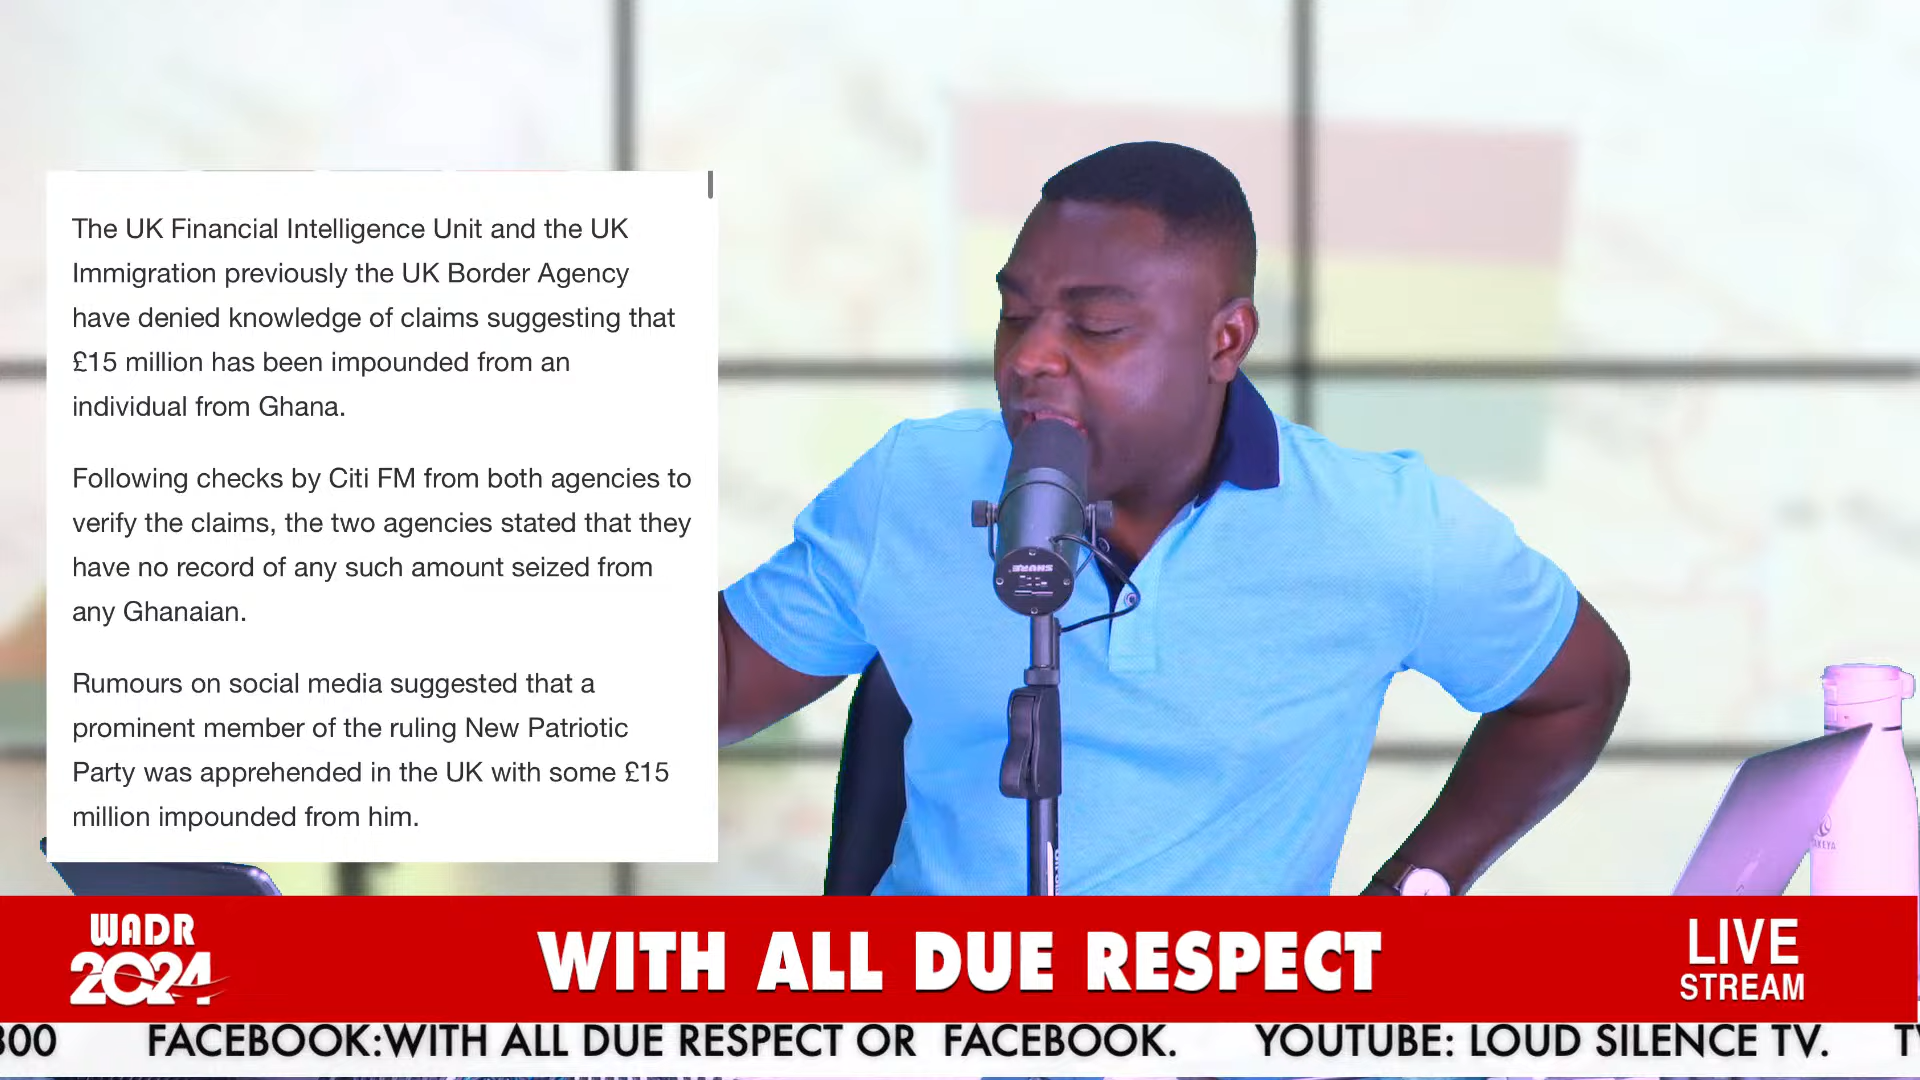 The UK Financial Intelligence Unit and the UK
Immigration previously the UK Border Agency
have denied knowledge of claims suggesting that
£15 million has been impounded from an
individual from Ghana.
Following checks by Citi FM from both agencies to
verify the claims, the two agencies stated that they
have no record of any such amount seized from
any Ghanaian.
Rumours on social media suggested that a
prominent member of the ruling New Patriotic
Party was apprehended in the UK with some £15
million impounded from him.
SHURE
WADR
2024
WITH ALL DUE RESPECT
LIVE
STREAM
FACEBOOK:WITH ALL DUE RESPECT OR FACEBOOK. YOUTUBE: LOUD SILENCE TV.